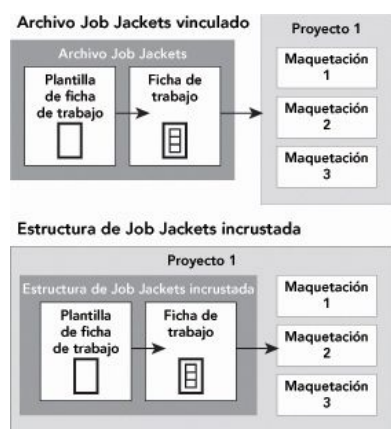 Archivo Job Jackets vinculado
Archivo Job Jackets
Plantilla
de ficha
de trabajo
Ficha de
trabajo
Proyecto 1
Maquetación
1
Maquetación
2
Maquetación
3
Estructura de Job Jackets incrustada
Proyecto 1
Estructura de Job Jackets incrustada
Plantilla
de ficha
de trabajo
Ficha de
trabajo
Maquetación
1
Maquetación
2
Maquetación
3